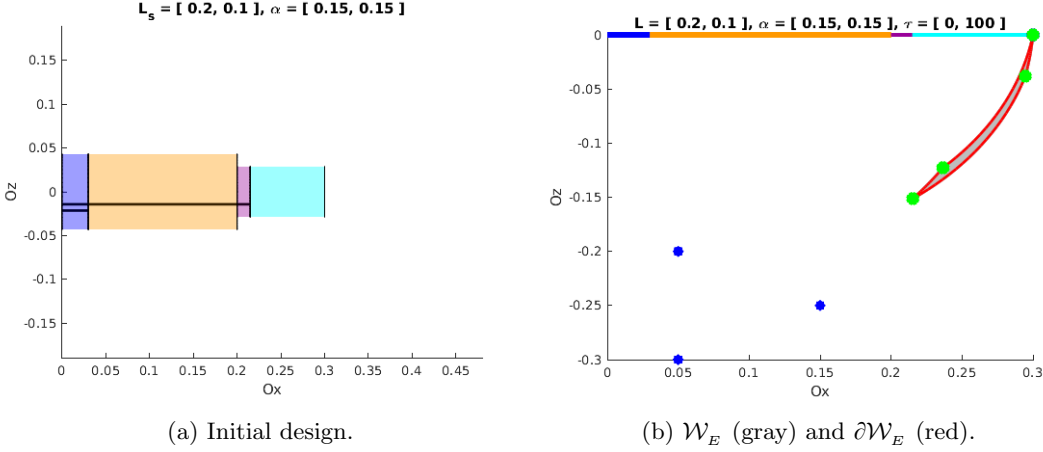 L_s = [ 0.2, 0.1 ], α = [ 0.15, 0.15 ]
0.15
0.1
0.05
0
-0.05
-0.1
-0.15
Oz
0 0.05 0.1 0.15 0.2 0.25 0.3 0.35 0.4 0.45
Ox
(a) Initial design.
L = [ 0.2, 0.1 ], α = [ 0.15, 0.15 ], τ = [ 0, 100 ]
0
-0.05
-0.1
-0.15
-0.2
-0.25
-0.3
Oz
0 0.05 0.1 0.15 0.2 0.25 0.3
Ox
(b) 𝒲_E (gray) and ∂𝒲_E (red).